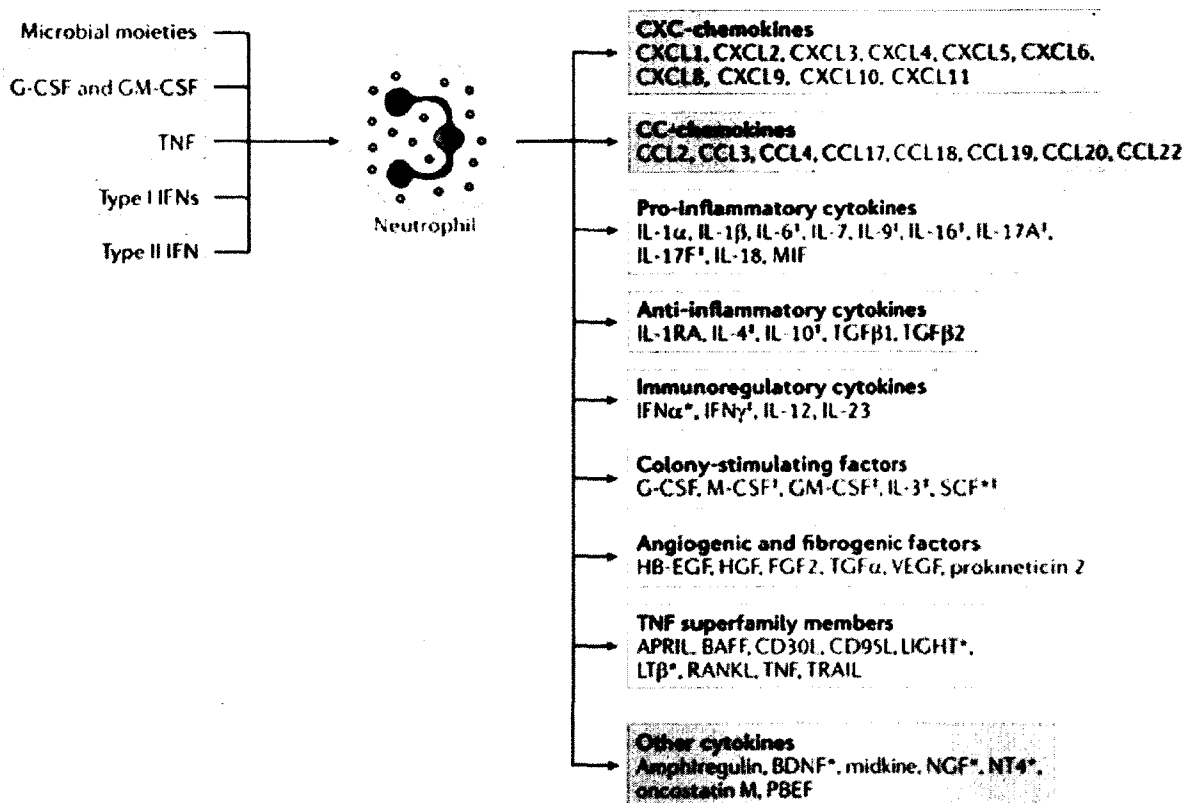 Microbial moieties
G-CSF and GM-CSF
TNF
Type I IFNs
Type II IFN
Neutrophil
CXC-chemokines
CXCL1, CXCL2, CXCL3, CXCL4, CXCL5, CXCL6,
CXCL8, CXCL9, CXCL10, CXCL11
CC-chemokines
CCL2, CCL3, CCL4, CCL17, CCL18, CCL19, CCL20, CCL22
Pro-inflammatory cytokines
IL-1α, IL-1β, IL-6‡, IL-7, IL-9‡, IL-16‡, IL-17A‡,
IL-17F‡, IL-18, MIF
Anti-inflammatory cytokines
IL-1RA, IL-4‡, IL-10‡, TGFβ1, TGFβ2
Immunoregulatory cytokines
IFNα*, IFNγ‡, IL-12, IL-23
Colony-stimulating factors
G-CSF, M-CSF‡, GM-CSF‡, IL-3‡, SCF*‡
Angiogenic and fibrogenic factors
HB-EGF, HGF, FGF2, TGFα, VEGF, prokineticin 2
TNF superfamily members
APRIL, BAFF, CD30L, CD95L, LIGHT*,
LTβ*, RANKL, TNF, TRAIL
Other cytokines
Amphiregulin, BDNF*, midkine, NGF*, NT4*,
oncostatin M, PBEF